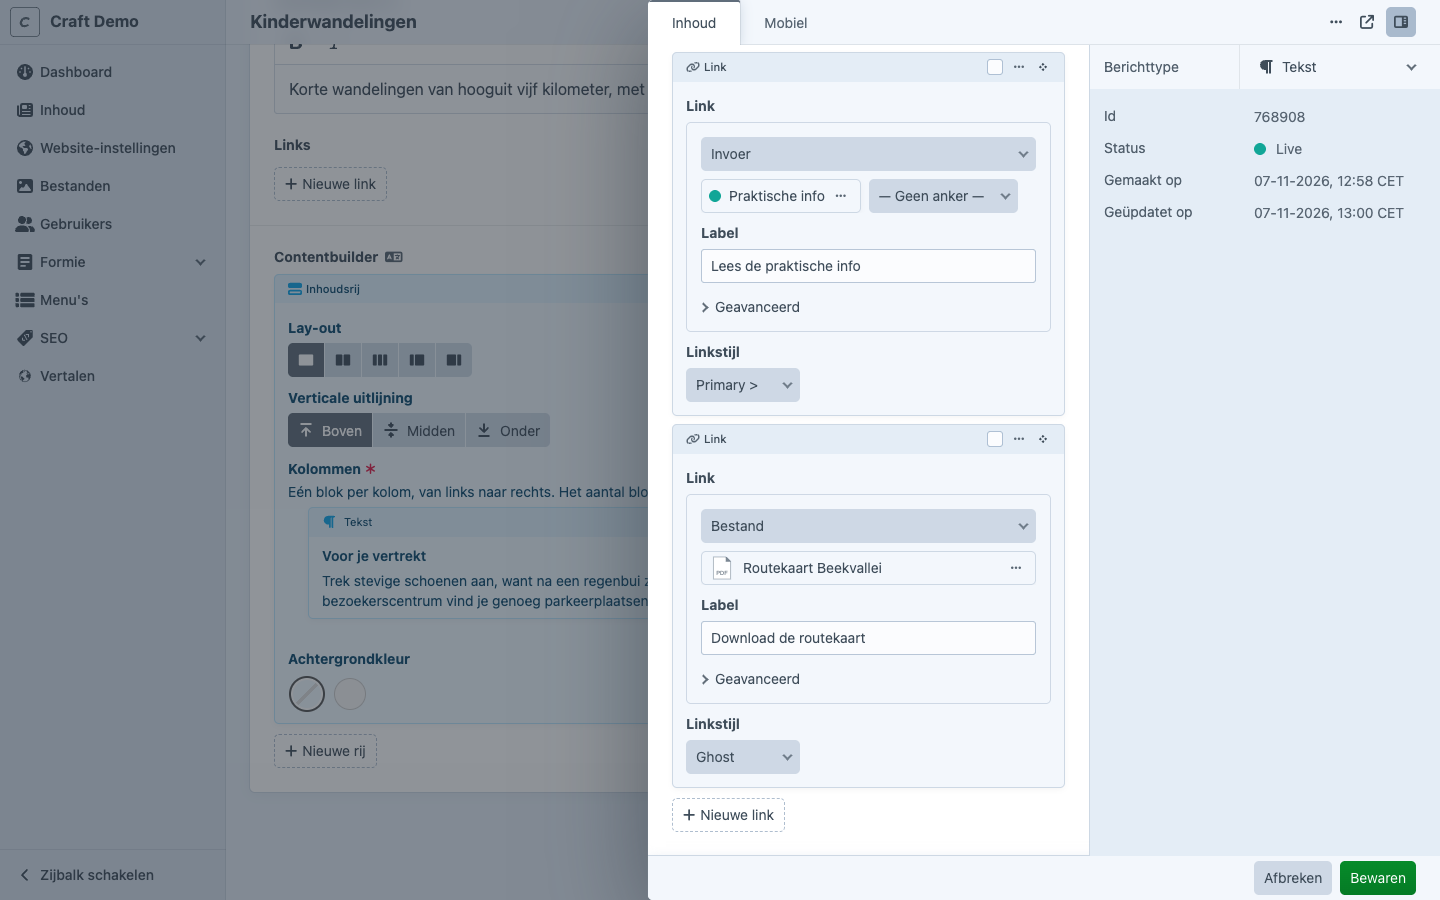 C Craft Demo
Dashboard
Inhoud
Website-instellingen
Bestanden
Gebruikers
Formie
Menu's
SEO
Vertalen
Zijbalk schakelen
Kinderwandelingen
Korte wandelingen van hooguit vijf kilometer, met
Links
Nieuwe link
Contentbuilder
Inhoudsrij
Lay-out
Verticale uitlijning
Boven Midden Onder
Kolommen *
Eén blok per kolom, van links naar rechts. Het aantal blo
Tekst
Voor je vertrekt
Trek stevige schoenen aan, want na een regenbui z
bezoekerscentrum vind je genoeg parkeerplaatsen
Achtergrondkleur
Nieuwe rij
Inhoud Mobiel
Link
Link
Invoer
Praktische info — Geen anker —
Label
Lees de praktische info
Geavanceerd
Linkstijl
Primary >
Link
Link
Bestand
PDF Routekaart Beekvallei
Label
Download de routekaart
Geavanceerd
Linkstijl
Ghost
Nieuwe link
Berichttype Tekst
Id 768908
Status Live
Gemaakt op 07-11-2026, 12:58 CET
Geüpdatet op 07-11-2026, 13:00 CET
Afbreken Bewaren